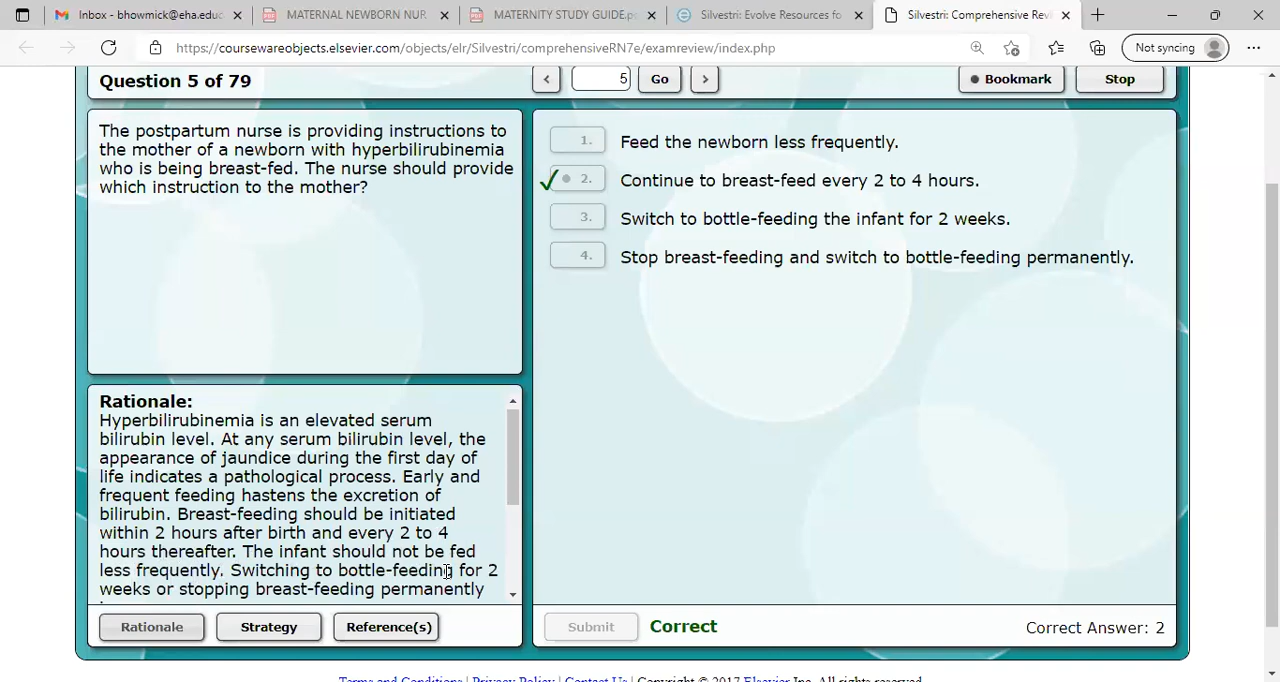 Inbox - bhowmick@eha.educ
MATERNAL NEWBORN NUR
MATERNITY STUDY GUIDE.ps
Silvestri: Evolve Resources fo
Silvestri: Comprehensive Rev
https://coursewareobjects.elsevier.com/objects/elr/Silvestri/comprehensiveRN7e/examreview/index.php
Not syncing
Question 5 of 79
< 5 Go >
Bookmark
Stop
The postpartum nurse is providing instructions to
the mother of a newborn with hyperbilirubinemia
who is being breast-fed. The nurse should provide
which instruction to the mother?
1. Feed the newborn less frequently.
2. Continue to breast-feed every 2 to 4 hours.
3. Switch to bottle-feeding the infant for 2 weeks.
4. Stop breast-feeding and switch to bottle-feeding permanently.
Rationale:
Hyperbilirubinemia is an elevated serum
bilirubin level. At any serum bilirubin level, the
appearance of jaundice during the first day of
life indicates a pathological process. Early and
frequent feeding hastens the excretion of
bilirubin. Breast-feeding should be initiated
within 2 hours after birth and every 2 to 4
hours thereafter. The infant should not be fed
less frequently. Switching to bottle-feeding for 2
weeks or stopping breast-feeding permanently
Rationale
Strategy
Reference(s)
Submit
Correct
Correct Answer: 2
Terms and Conditions | Privacy Policy | Contact Us | Copyright © 2017 Elsevier Inc. All rights reserved